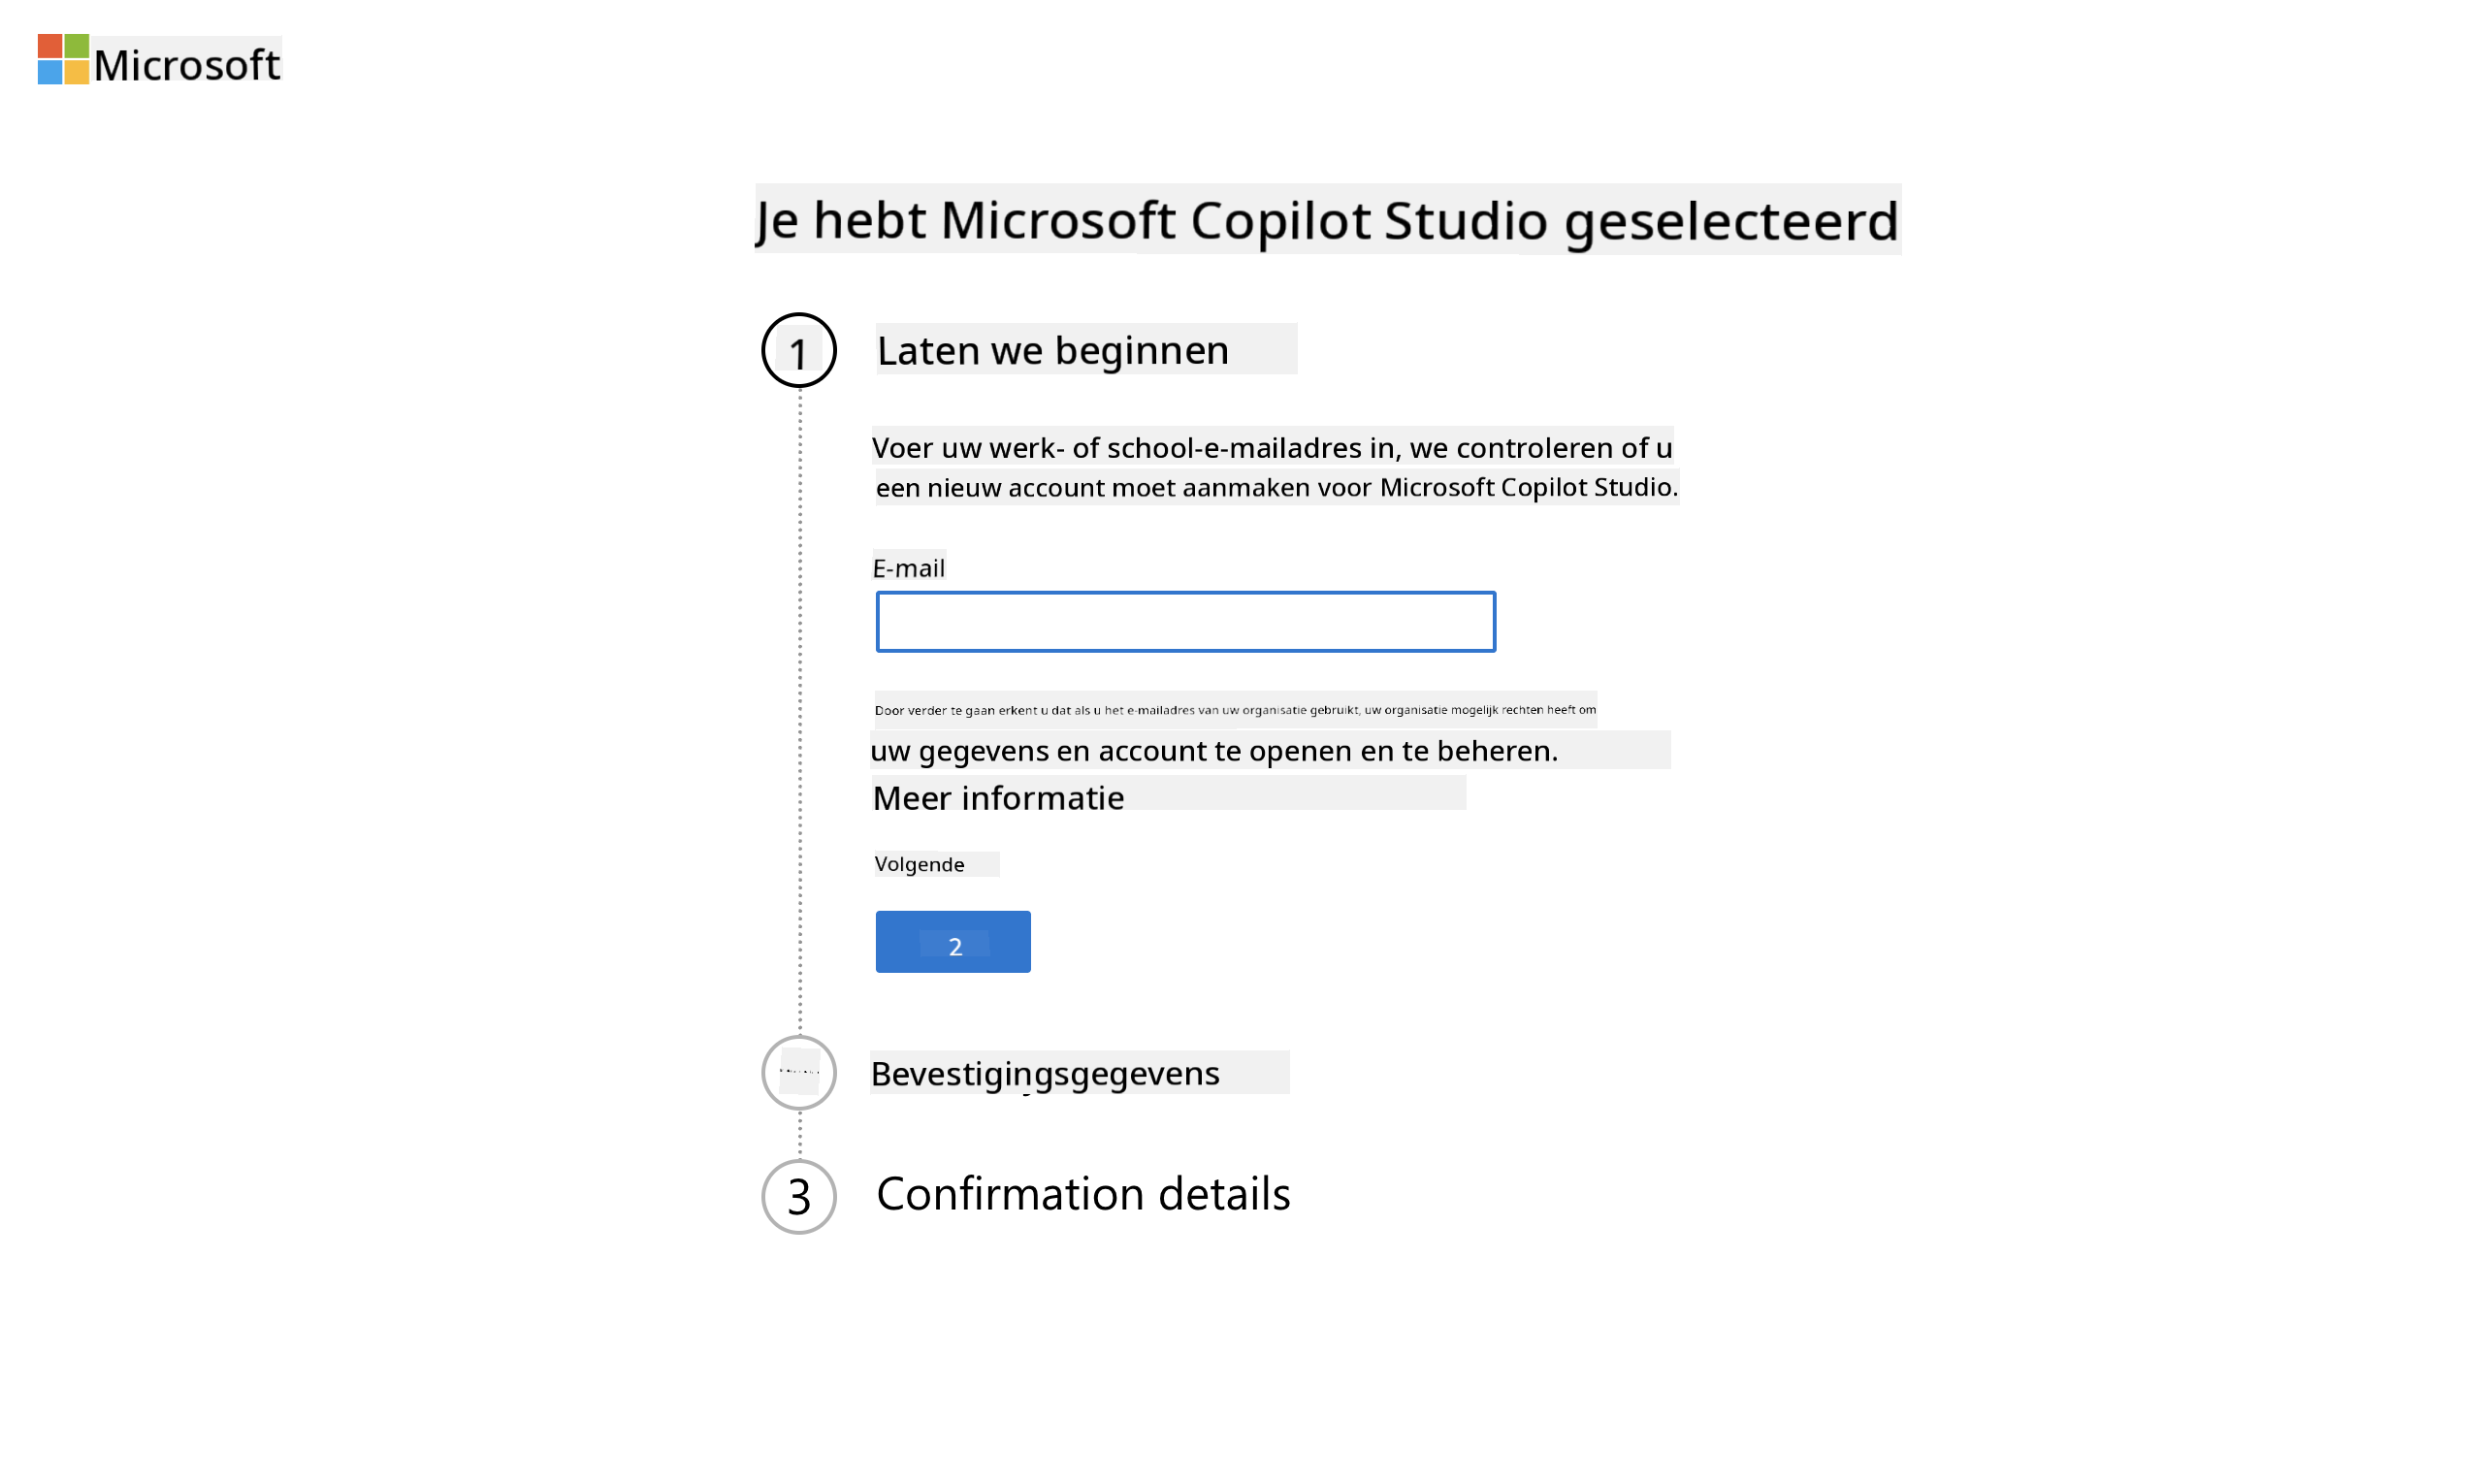 Microsoft
Je hebt Microsoft Copilot Studio geselecteerd
1
Laten we beginnen
Voer uw werk- of school-e-mailadres in, we controleren of u
een nieuw account moet aanmaken voor Microsoft Copilot Studio.
E-mail
Door verder te gaan erkent u dat als u het e-mailadres van uw organisatie gebruikt, uw organisatie mogelijk rechten heeft om
uw gegevens en account te openen en te beheren.
Meer informatie
Volgende
2
Bevestigingsgegevens
3
Confirmation details